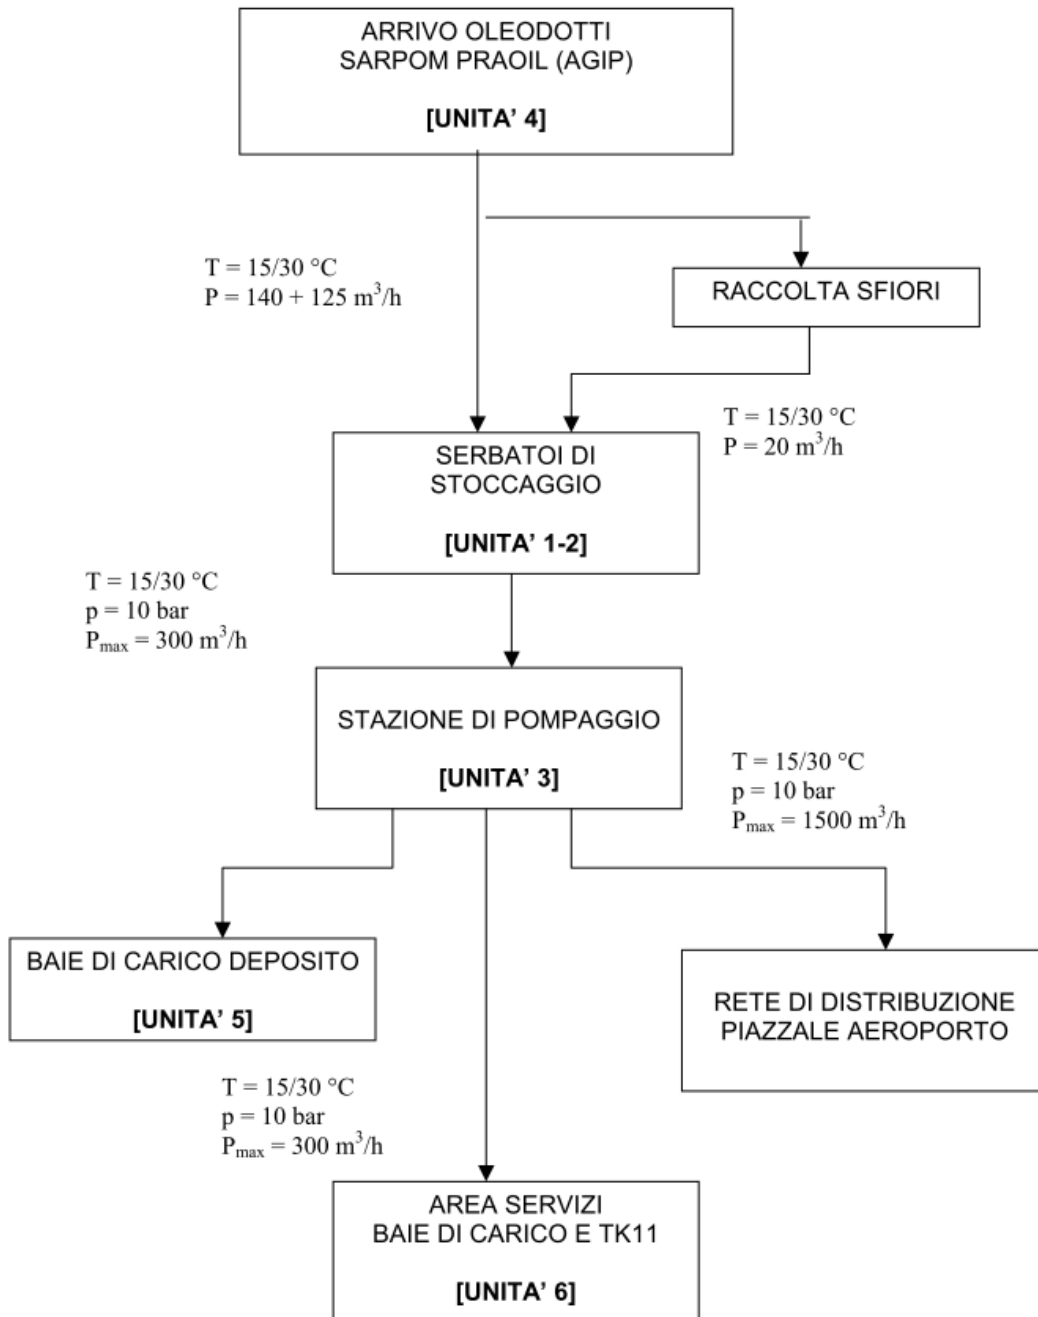 ARRIVO OLEODOTTI
SARPOM PRAOIL (AGIP)
[UNITA’ 4]
T = 15/30 °C
P = 140 + 125 m³/h
RACCOLTA SFIORI
T = 15/30 °C
P = 20 m³/h
SERBATOI DI
STOCCAGGIO
[UNITA’ 1-2]
T = 15/30 °C
p = 10 bar
Pmax = 300 m³/h
STAZIONE DI POMPAGGIO
[UNITA’ 3]
T = 15/30 °C
p = 10 bar
Pmax = 1500 m³/h
BAIE DI CARICO DEPOSITO
[UNITA’ 5]
RETE DI DISTRIBUZIONE
PIAZZALE AEROPORTO
T = 15/30 °C
p = 10 bar
Pmax = 300 m³/h
AREA SERVIZI
BAIE DI CARICO E TK11
[UNITA’ 6]